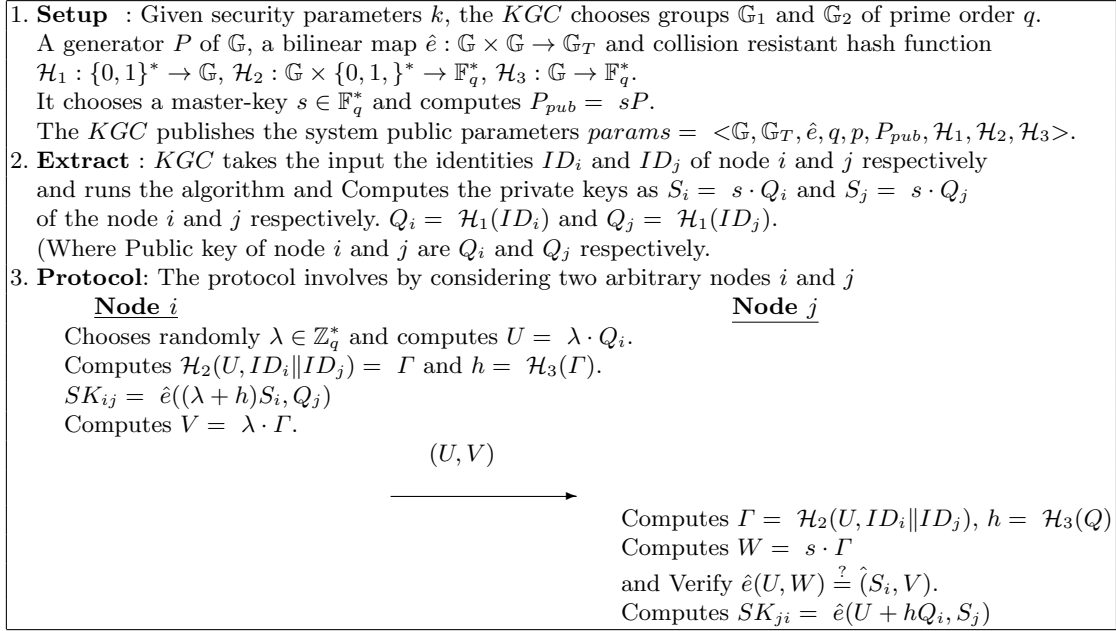 1. Setup : Given security parameters k, the KGC chooses groups 𝔾₁ and 𝔾₂ of prime order q.
A generator P of 𝔾, a bilinear map ê : 𝔾 × 𝔾 → 𝔾_T and collision resistant hash function
ℋ₁ : {0, 1}* → 𝔾, ℋ₂ : 𝔾 × {0, 1, }* → 𝔽*_q, ℋ₃ : 𝔾 → 𝔽*_q.
It chooses a master-key s ∈ 𝔽*_q and computes P_pub = sP.
The KGC publishes the system public parameters params = <𝔾, 𝔾_T, ê, q, p, P_pub, ℋ₁, ℋ₂, ℋ₃>.
2. Extract : KGC takes the input the identities ID_i and ID_j of node i and j respectively
and runs the algorithm and Computes the private keys as S_i = s · Q_i and S_j = s · Q_j
of the node i and j respectively. Q_i = ℋ₁(ID_i) and Q_j = ℋ₁(ID_j).
(Where Public key of node i and j are Q_i and Q_j respectively.
3. Protocol: The protocol involves by considering two arbitrary nodes i and j
Node i Node j
Chooses randomly λ ∈ ℤ*_q and computes U = λ · Q_i.
Computes ℋ₂(U, ID_i‖ID_j) = Γ and h = ℋ₃(Γ).
SK_ij = ê((λ + h)S_i, Q_j)
Computes V = λ · Γ.
(U, V)
Computes Γ = ℋ₂(U, ID_i‖ID_j), h = ℋ₃(Q)
Computes W = s · Γ
and Verify ê(U, W) ≟ (̂S_i, V).
Computes SK_ji = ê(U + hQ_i, S_j)